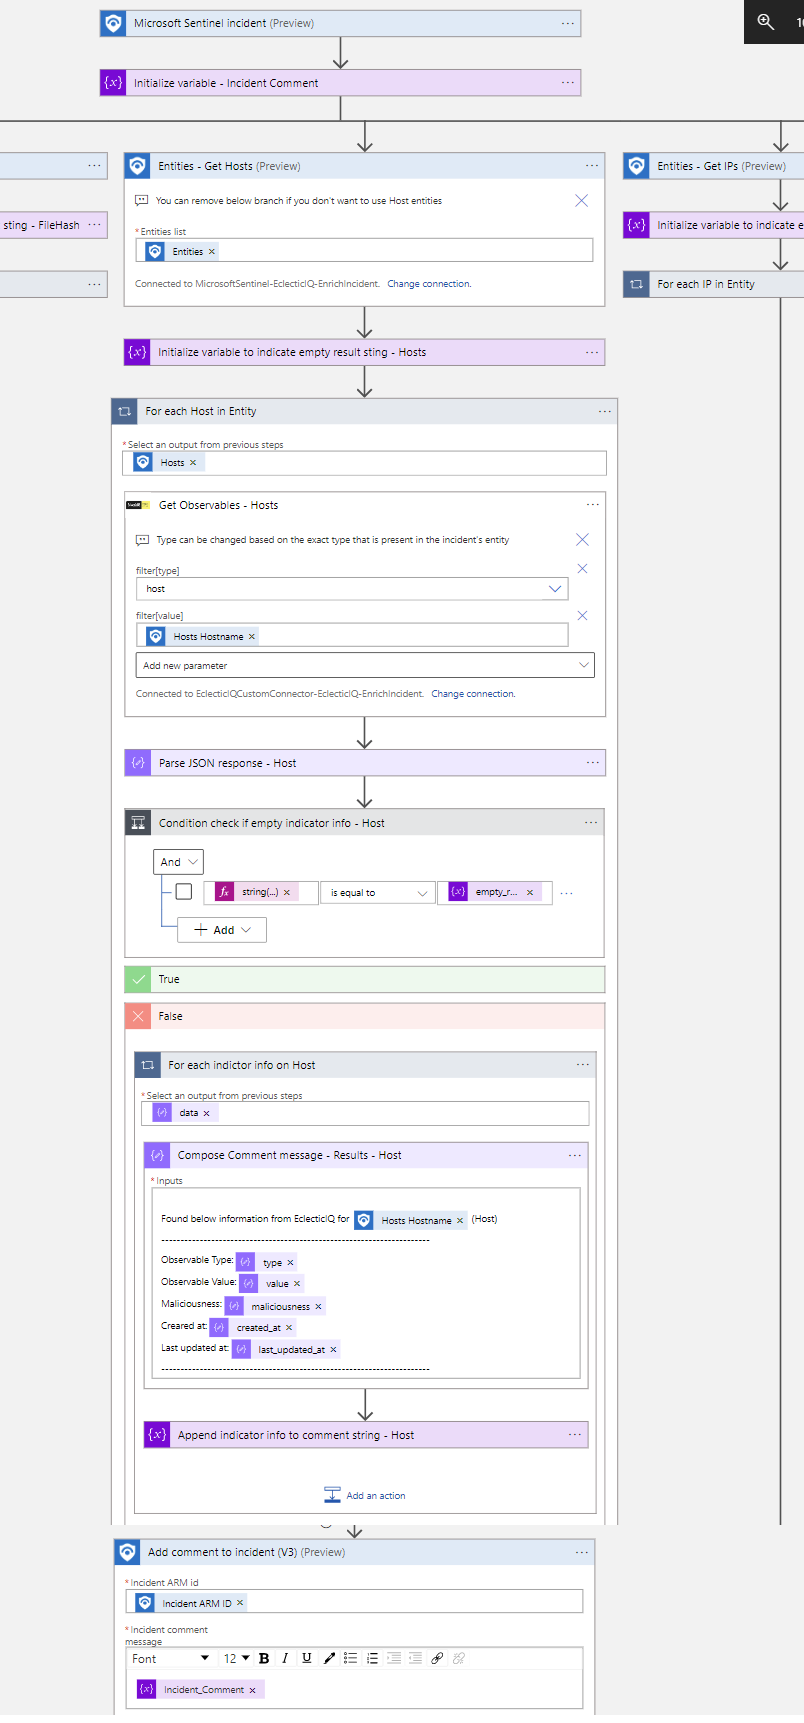 Microsoft Sentinel incident (Preview)
Initialize variable - Incident Comment
Entities - Get Hosts (Preview)
Entities - Get IPs (Preview)
You can remove below branch if you don't want to use Host entities
sting - FileHash
Initialize variable to indicate e
* Entities list
Entities ×
Connected to MicrosoftSentinel-EclecticIQ-EnrichIncident. Change connection.
For each IP in Entity
Initialize variable to indicate empty result sting - Hosts
For each Host in Entity
* Select an output from previous steps
Hosts ×
Get Observables - Hosts
Type can be changed based on the exact type that is present in the incident's entity
filter[type]
host
filter[value]
Hosts Hostname ×
Add new parameter
Connected to EclecticIQCustomConnector-EclecticIQ-EnrichIncident. Change connection.
Parse JSON response - Host
Condition check if empty indicator info - Host
And
string(...) × is equal to empty_r... ×
Add
True
False
For each indictor info on Host
* Select an output from previous steps
data ×
Compose Comment message - Results - Host
* Inputs
Found below information from EclecticIQ for Hosts Hostname × (Host)
----------------------------------------------------------------------
Observable Type: type ×
Observable Value: value ×
Maliciousness: maliciousness ×
Creared at: created_at ×
Last updated at: last_updated_at ×
----------------------------------------------------------------------
Append indicator info to comment string - Host
Add an action
Add comment to incident (V3) (Preview)
* Incident ARM id
Incident ARM ID ×
* Incident comment
message
Font 12 B I U
Incident_Comment ×